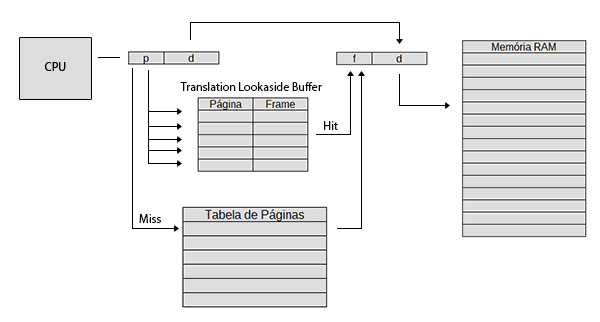 CPU
p d
f d
Memória RAM
Translation Lookaside Buffer
Página Frame
Hit
Miss
Tabela de Páginas